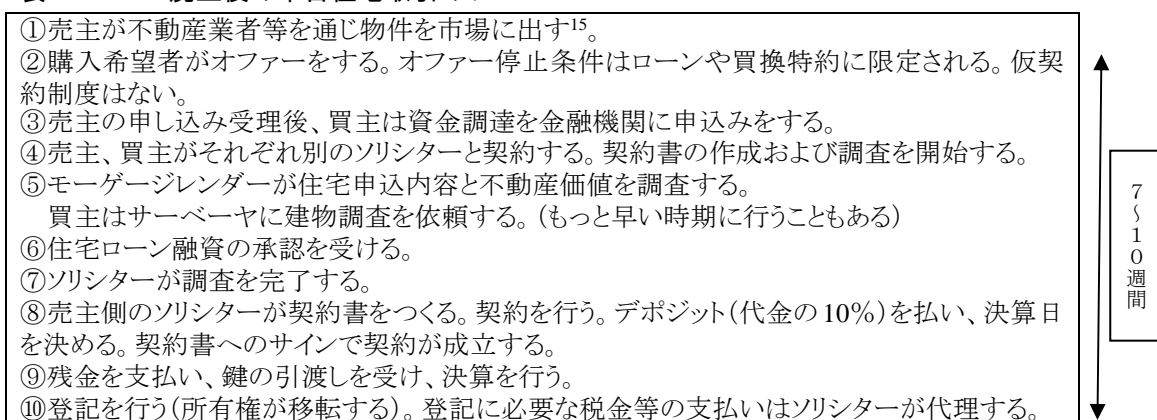 ①売主が不動産業者等を通じ物件を市場に出す15。
②購入希望者がオファーをする。オファー停止条件はローンや買換特約に限定される。仮契
約制度はない。
③売主の申し込み受理後、買主は資金調達を金融機関に申込みをする。
④売主、買主がそれぞれ別のソリシターと契約する。契約書の作成および調査を開始する。
⑤モーゲージレンダーが住宅申込内容と不動産価値を調査する。
買主はサーベーヤに建物調査を依頼する。(もっと早い時期に行うこともある)
⑥住宅ローン融資の承認を受ける。
⑦ソリシターが調査を完了する。
⑧売主側のソリシターが契約書をつくる。契約を行う。デポジット(代金の10%)を払い、決算日
を決める。契約書へのサインで契約が成立する。
⑨残金を支払い、鍵の引渡しを受け、決算を行う。
⑩登記を行う(所有権が移転する)。登記に必要な税金等の支払いはソリシターが代理する。
7~10週間